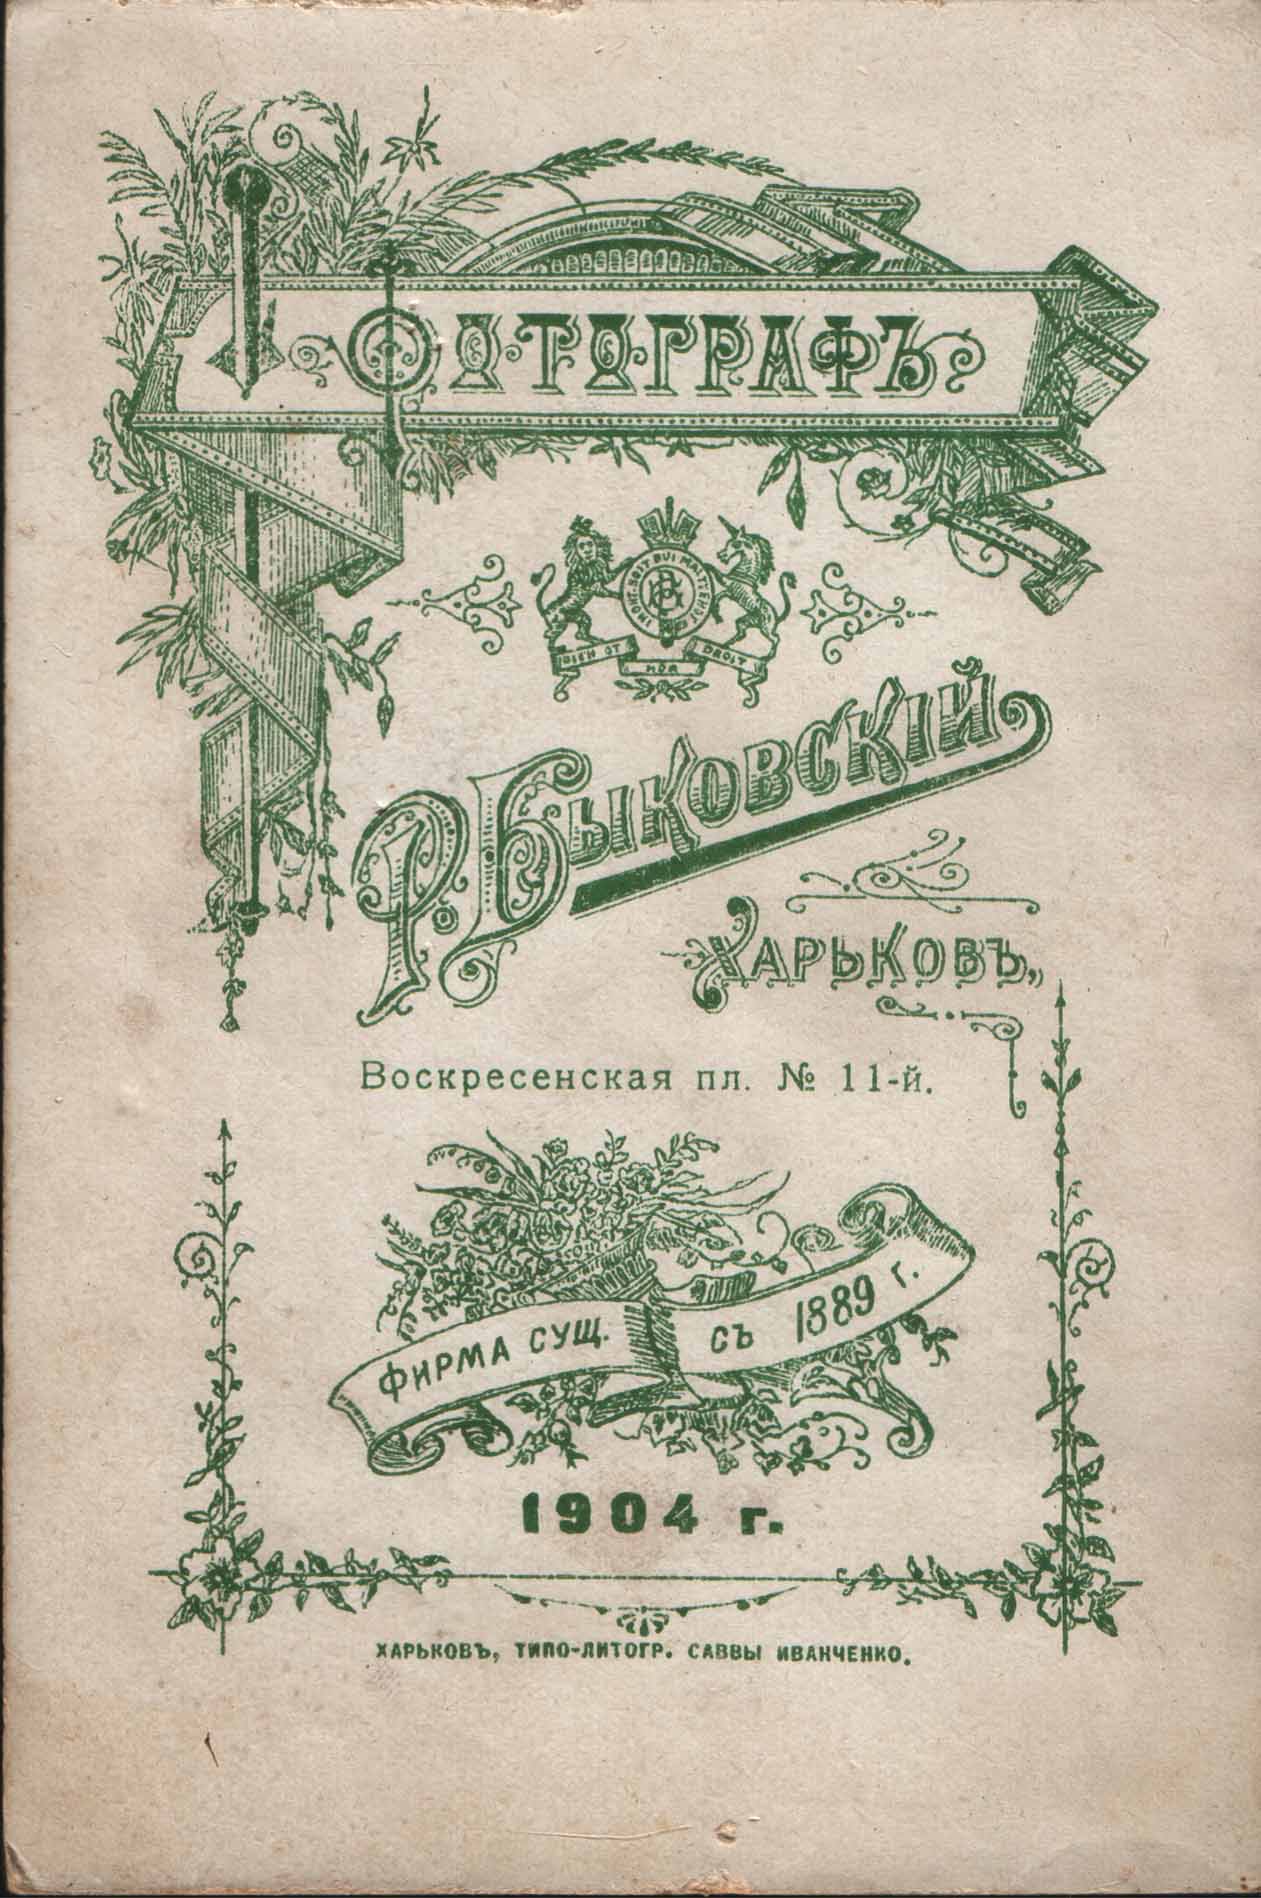 ФОТОГРАФЪ
Р. Быковскій
Харьковъ,,
Воскресенская пл. № 11-й.
ФИРМА СУЩ. СЪ 1889 г.
1904 г.
ХАРЬКОВЪ, ТИПО-ЛИТОГР. САВВЫ ИВАНЧЕНКО.